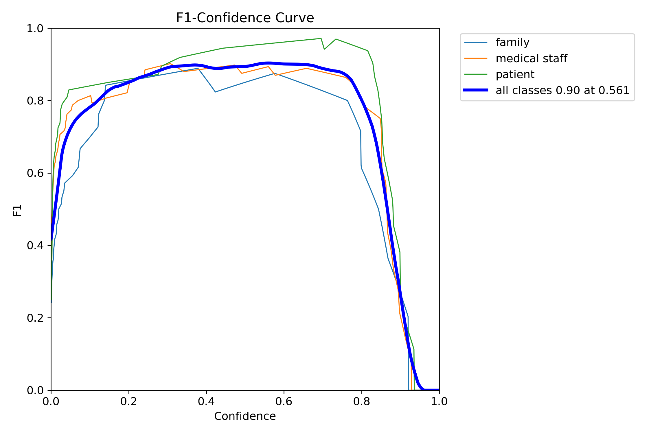 F1-Confidence Curve
1.0
0.8
0.6
0.4
0.2
0.0
F1
0.0 0.2 0.4 0.6 0.8 1.0
Confidence
family
medical staff
patient
all classes 0.90 at 0.561